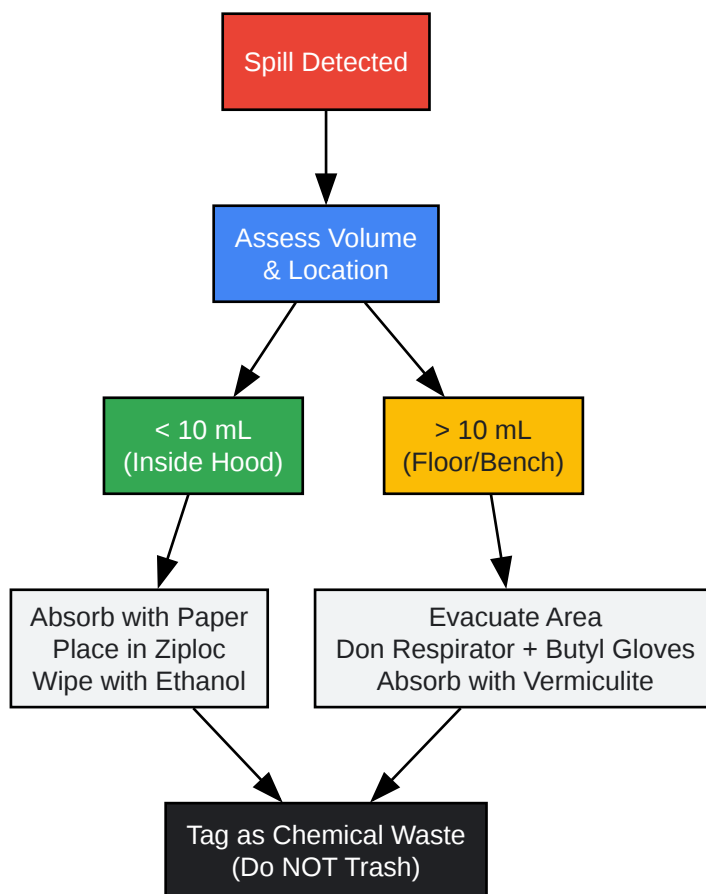 Spill Detected
Assess Volume
& Location
< 10 mL
(Inside Hood)
> 10 mL
(Floor/Bench)
Absorb with Paper
Place in Ziploc
Wipe with Ethanol
Evacuate Area
Don Respirator + Butyl Gloves
Absorb with Vermiculite
Tag as Chemical Waste
(Do NOT Trash)